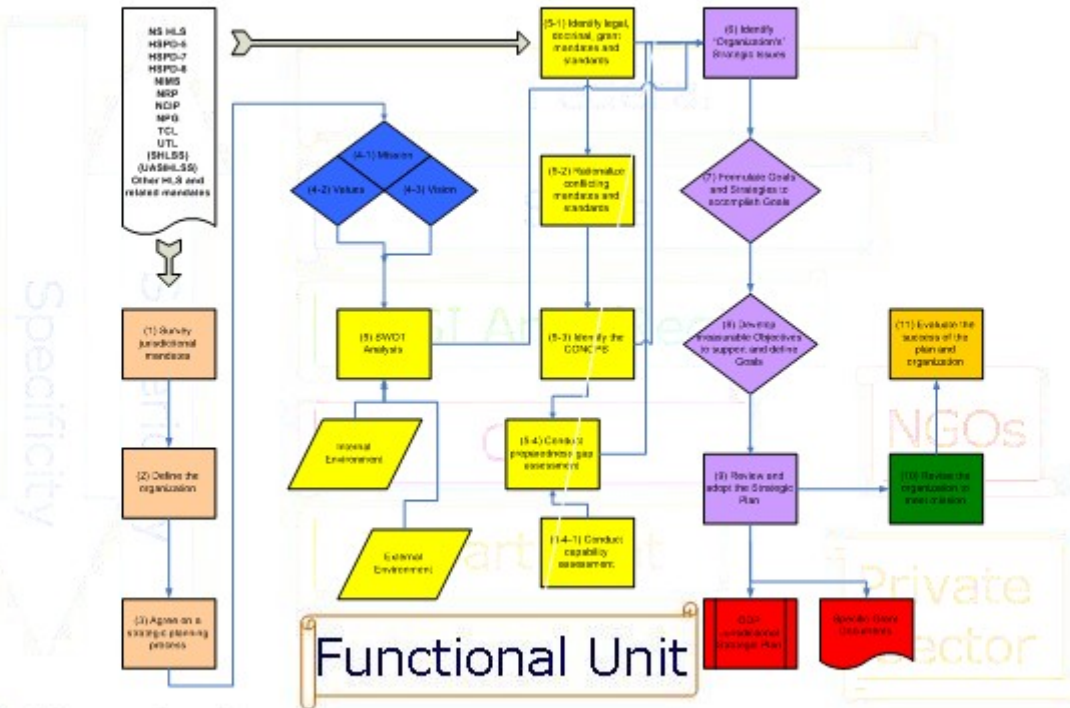 NS HLS
HSPD-5
HSPD-7
HSPD-8
NIMS
NRP
NCIP
NPG
TCL
UTL
(SHLSS)
(UASIHLSS)
Other HLS and
related mandates
(1) Survey
jurisdictional
mandates
(2) Define the
organization
(3) Agree on a
strategic planning
process
(4-1) Mission
(4-2) Values
(4-3) Vision
(5) SWOT
Analysis
Internal
Environment
External
Environment
(5-1) Identify legal,
doctrinal, grant
mandates and
standards
(5-2) Rationalize
conflicting
mandates and
standards
(5-3) Identify the
CONOPS
(5-4) Conduct
preparedness gap
assessment
Conduct
capability
assessment
(6) Identify
"Organization's"
Strategic Issues
(7) Formulate Goals
and Strategies to
accomplish Goals
(8) Develop
measurable Objectives
to support and define
Goals
(9) Review and
adopt the Strategic
Plan
(10) Review the
organization to
meet mission
(11) Evaluate the
success of the
plan and
organization
Strategic Plan
Specific Grant
Documents
Functional Unit
Specificity
NGOs
Private
Sector